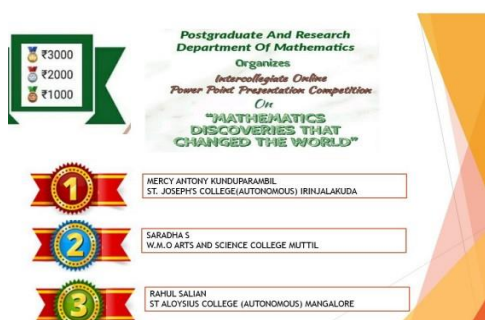 ₹3000
₹2000
₹1000
Postgraduate And Research
Department Of Mathematics
Organizes
Intercollegiate Online
Power Point Presentation Competition
On
"MATHEMATICS
DISCOVERIES THAT
CHANGED THE WORLD"
1
MERCY ANTONY KUNDUPARAMBIL
ST. JOSEPH'S COLLEGE(AUTONOMOUS) IRINJALAKUDA
2
SARADHA S
W.M.O ARTS AND SCIENCE COLLEGE MUTTIL
3
RAHUL SALIAN
ST ALOYSIUS COLLEGE (AUTONOMOUS) MANGALORE